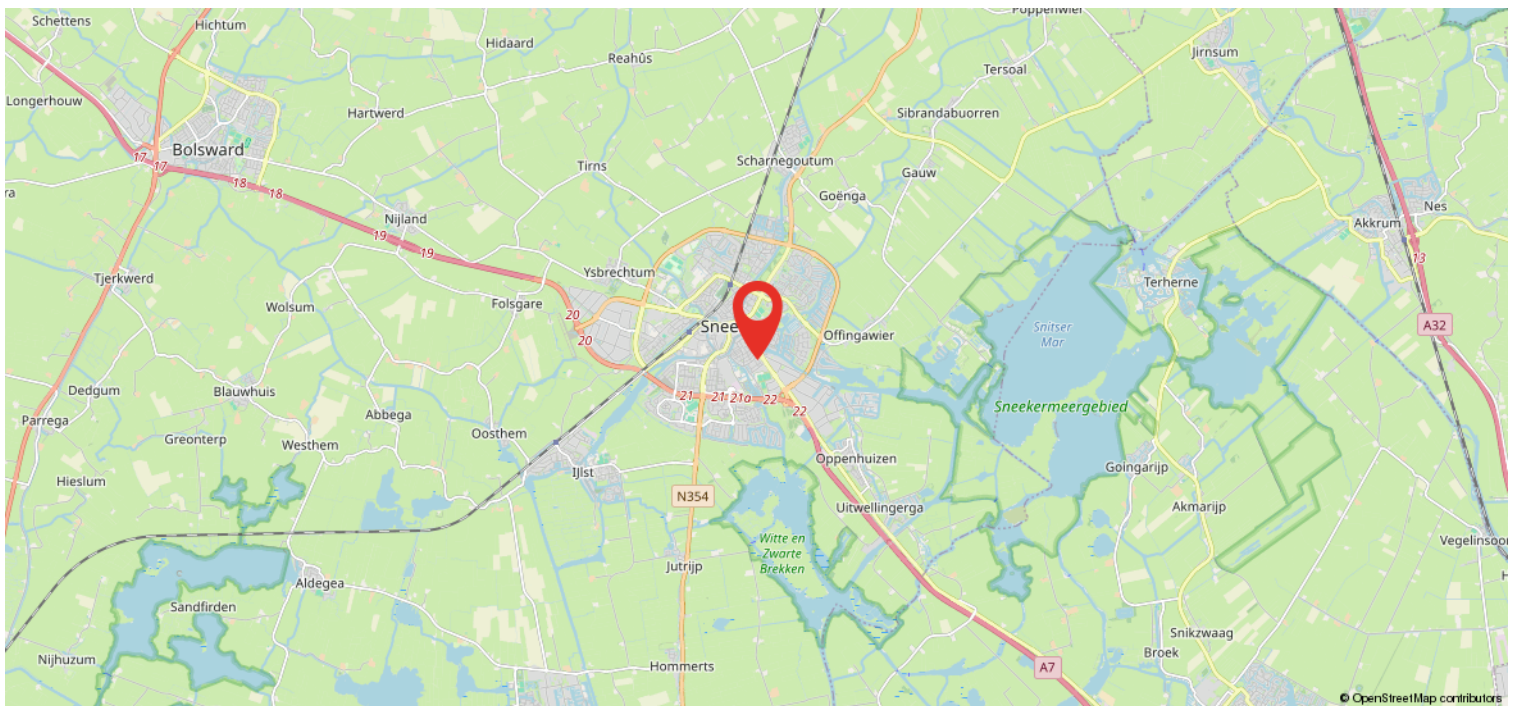 Schettens
Hichtum
Poppenwier
Hidaard
Reahûs
Jirnsum
Tersoal
Longerhouw
Hartwerd
Sibrandabuorren
17
17
Bolsward
Scharnegoutum
Tirns
Gauw
18
18
Goënga
Nes
Nijland
Akkrum
19
19
13
Ysbrechtum
Tjerkwerd
Terherne
Wolsum
Folsgare
20
20
Snee
Offingawier
Snitser
Mar
A32
Dedgum
Blauwhuis
21
21
21a
22
22
Sneekermeergebied
Abbega
Parrega
Greonterp
Westhem
Oosthem
IJlst
Oppenhuizen
Goingarijp
Hieslum
N354
Uitwellingerga
Akmarijp
Witte en
Zwarte
Brekken
Vegelinsoor
Jutrijp
Aldegea
Sandfirden
Snikzwaag
Broek
Nijhuzum
Hommerts
A7
© OpenStreetMap contributors